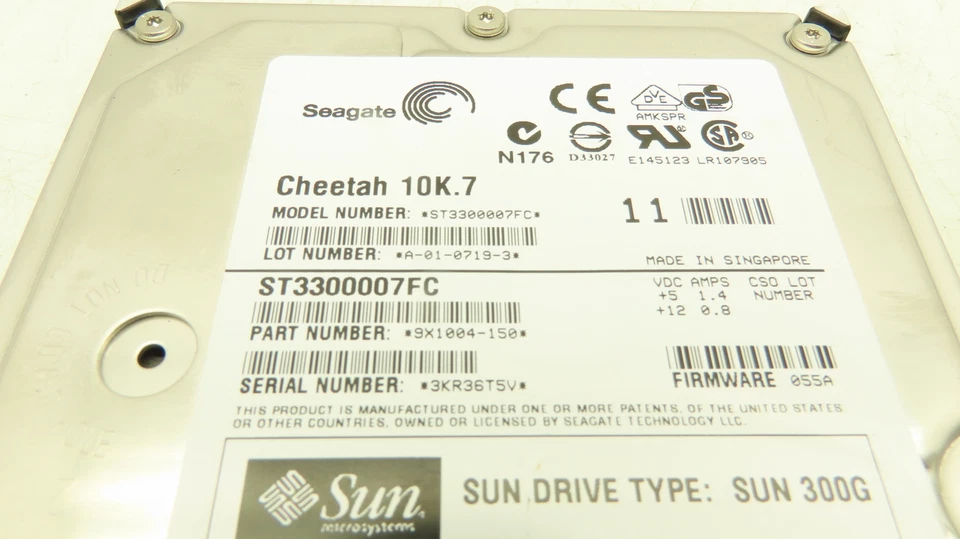 Seagate
CE
DVE
GS
AMKSPR
N176
D33027
E145123
LR107905
Cheetah 10K.7
MODEL NUMBER: *ST3300007FC*
11
LOT NUMBER: *A-01-0719-3*
MADE IN SINGAPORE
ST3300007FC
VDC AMPS CSO LOT
+5 1.4 NUMBER
+12 0.8
PART NUMBER: *9X1004-150*
SERIAL NUMBER: *3KR36T5V*
FIRMWARE 055A
THIS PRODUCT IS MANUFACTURED UNDER ONE OR MORE PATENTS, OF THE UNITED STATES
OR OTHER COUNTRIES, OWNED OR LICENSED BY SEAGATE TECHNOLOGY LLC.
Sun
microsystems
SUN DRIVE TYPE: SUN 300G